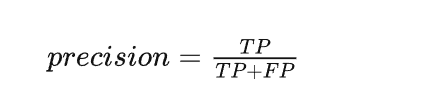 precision = TP / TP+FP